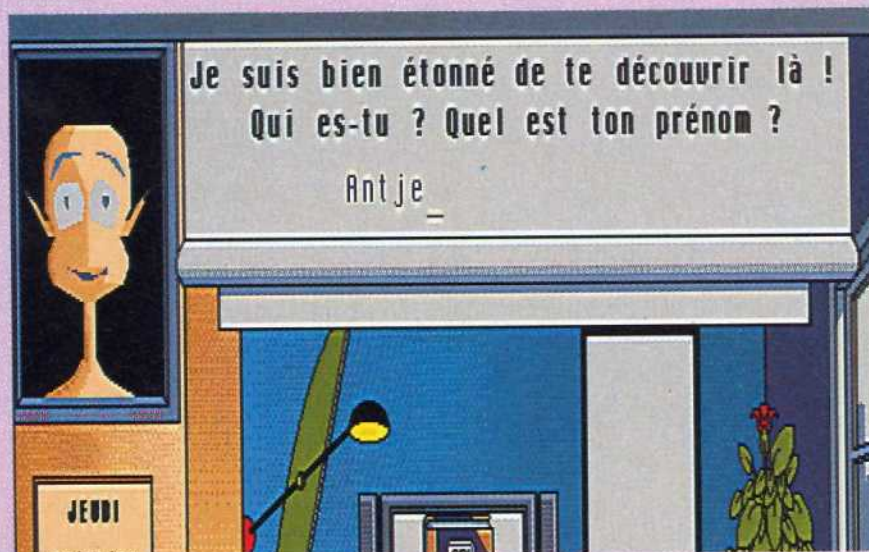 Je suis bien étonné de te découvrir là !
Qui es-tu ? Quel est ton prénom ?
Antje_
JEUDI